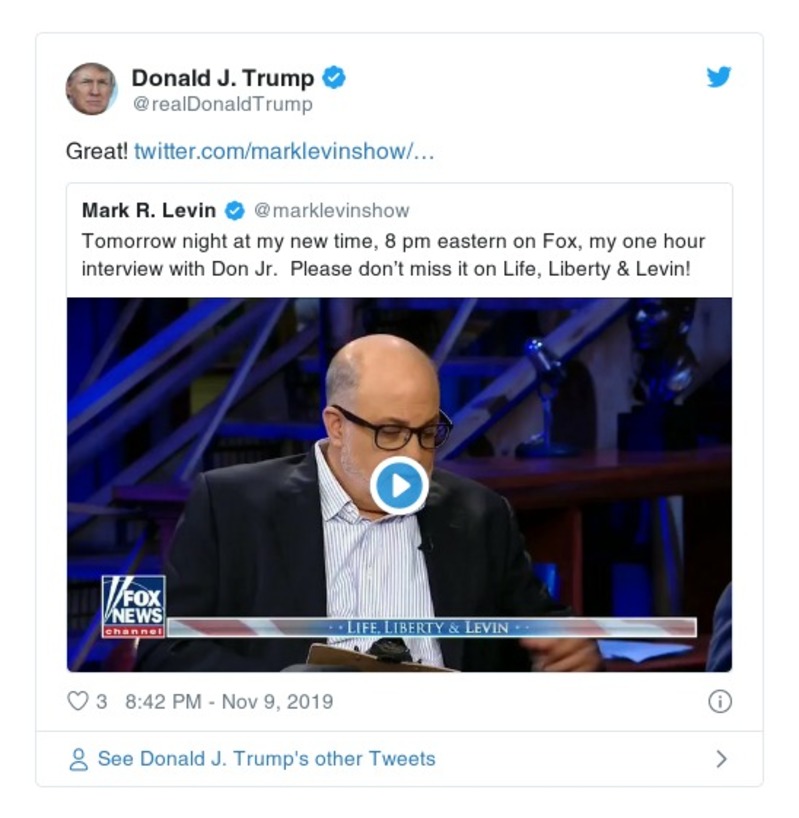 Donald J. Trump
@realDonaldTrump
Great! twitter.com/marklevinshow/…
Mark R. Levin @marklevinshow
Tomorrow night at my new time, 8 pm eastern on Fox, my one hour
interview with Don Jr.  Please don’t miss it on Life, Liberty & Levin!
FOX
NEWS
channel
·· LIFE, LIBERTY & LEVIN ··
3 8:42 PM - Nov 9, 2019
See Donald J. Trump's other Tweets